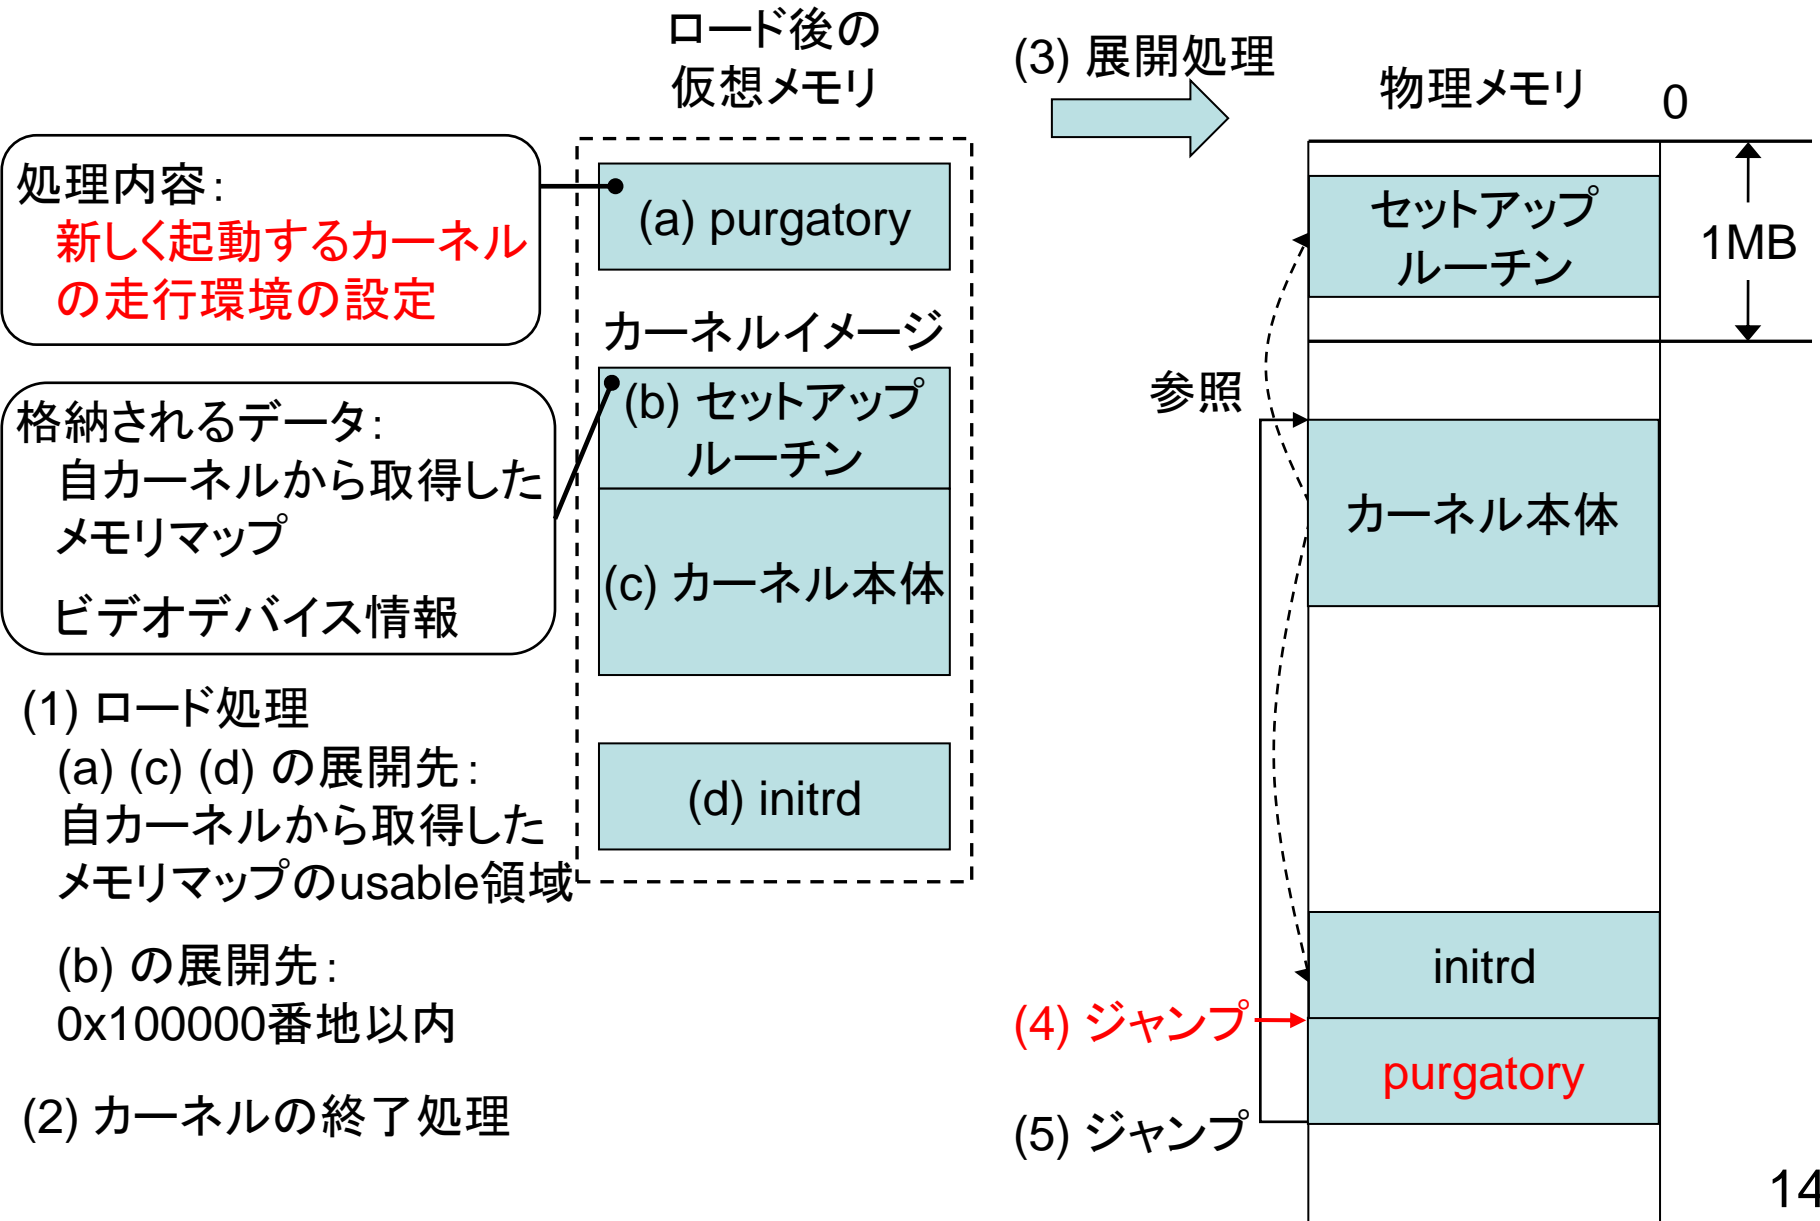 ロード後の
仮想メモリ
(3) 展開処理
物理メモリ
0
処理内容：
新しく起動するカーネル
の走行環境の設定
(a) purgatory
セットアップ
ルーチン
1MB
カーネルイメージ
格納されるデータ：
自カーネルから取得した
メモリマップ
ビデオデバイス情報
(b) セットアップ
ルーチン
(c) カーネル本体
参照
カーネル本体
(1) ロード処理
(a) (c) (d) の展開先：
自カーネルから取得した
メモリマップのusable領域
(d) initrd
(b) の展開先：
0x100000番地以内
initrd
(4) ジャンプ
purgatory
(2) カーネルの終了処理
(5) ジャンプ
14